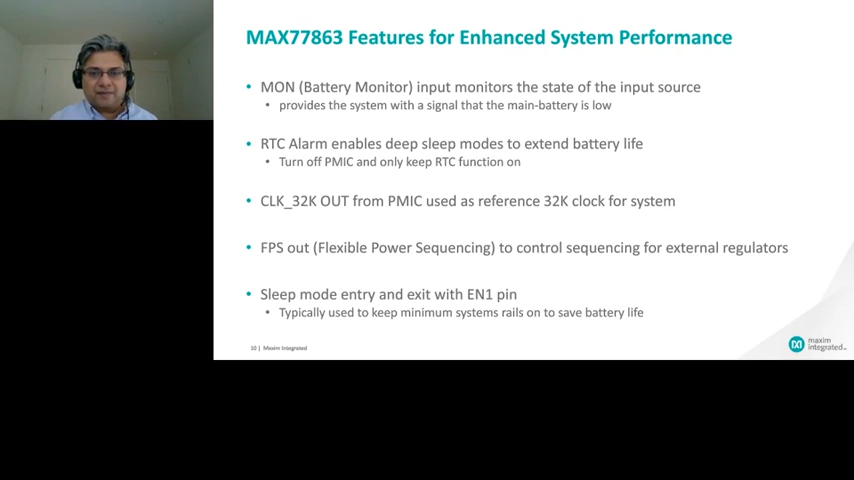 MAX77863 Features for Enhanced System Performance
• MON (Battery Monitor) input monitors the state of the input source
• provides the system with a signal that the main-battery is low
• RTC Alarm enables deep sleep modes to extend battery life
• Turn off PMIC and only keep RTC function on
• CLK_32K OUT from PMIC used as reference 32K clock for system
• FPS out (Flexible Power Sequencing) to control sequencing for external regulators
• Sleep mode entry and exit with EN1 pin
• Typically used to keep minimum systems rails on to save battery life
10 | Maxim Integrated
maxim
integrated™